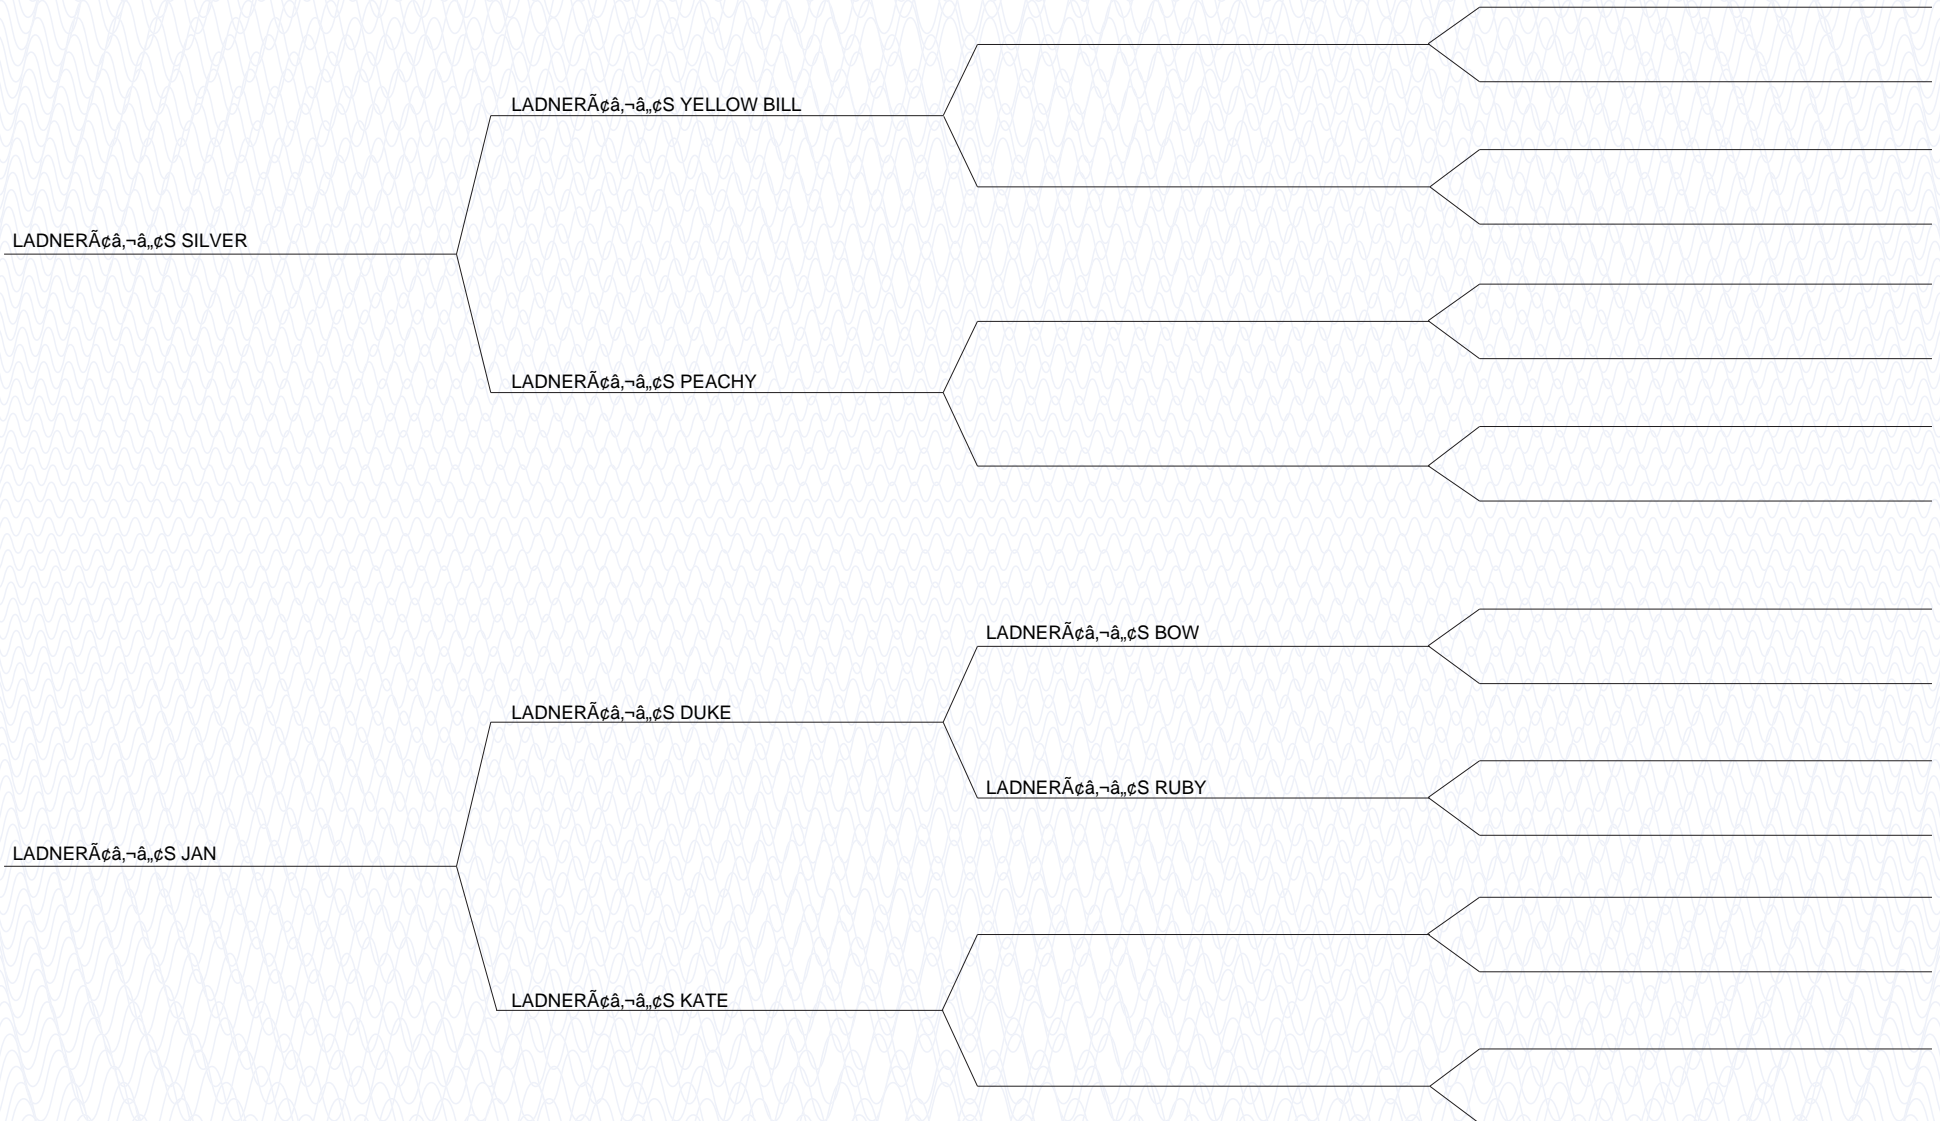 LADNERÃ¢â‚¬â„¢S YELLOW BILL
LADNERÃ¢â‚¬â„¢S SILVER
LADNERÃ¢â‚¬â„¢S PEACHY
LADNERÃ¢â‚¬â„¢S BOW
LADNERÃ¢â‚¬â„¢S DUKE
LADNERÃ¢â‚¬â„¢S RUBY
LADNERÃ¢â‚¬â„¢S JAN
LADNERÃ¢â‚¬â„¢S KATE